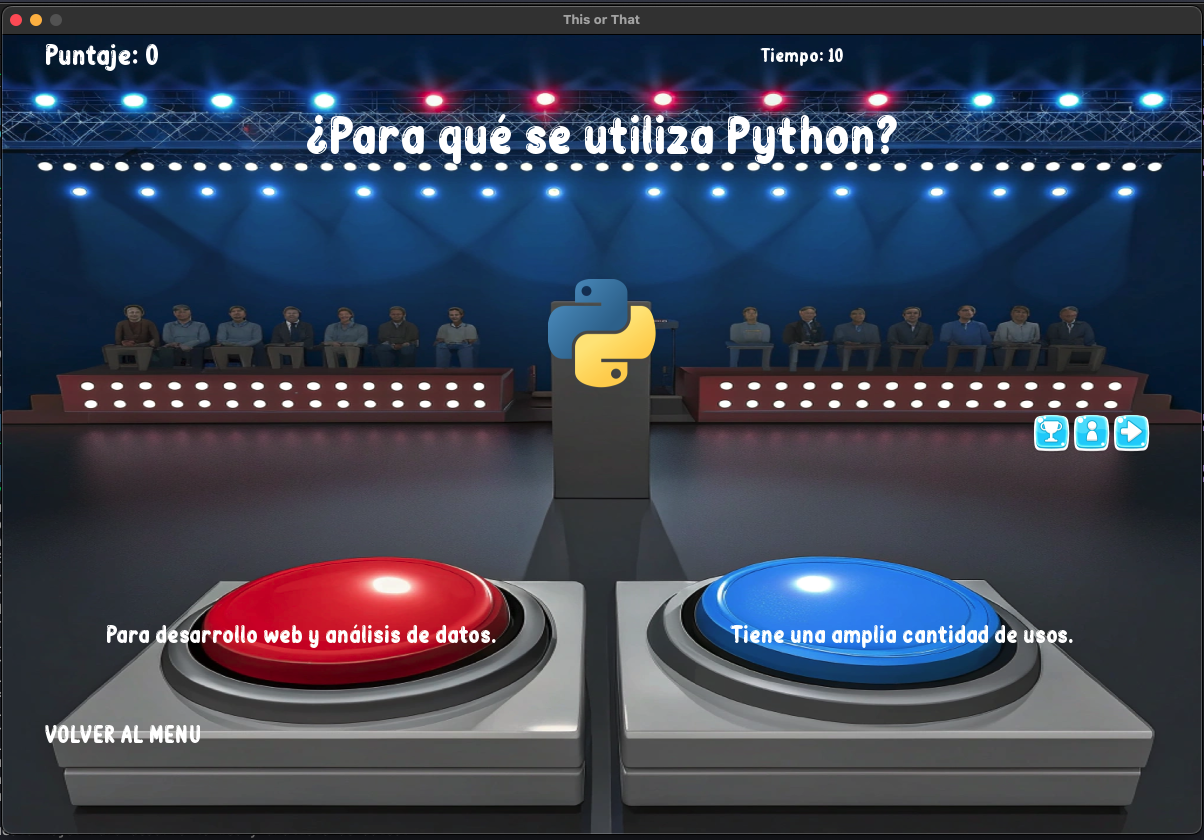 This or That
Puntaje: 0
Tiempo: 10
¿Para qué se utiliza Python?
Para desarrollo web y análisis de datos.
Tiene una amplia cantidad de usos.
VOLVER AL MENU